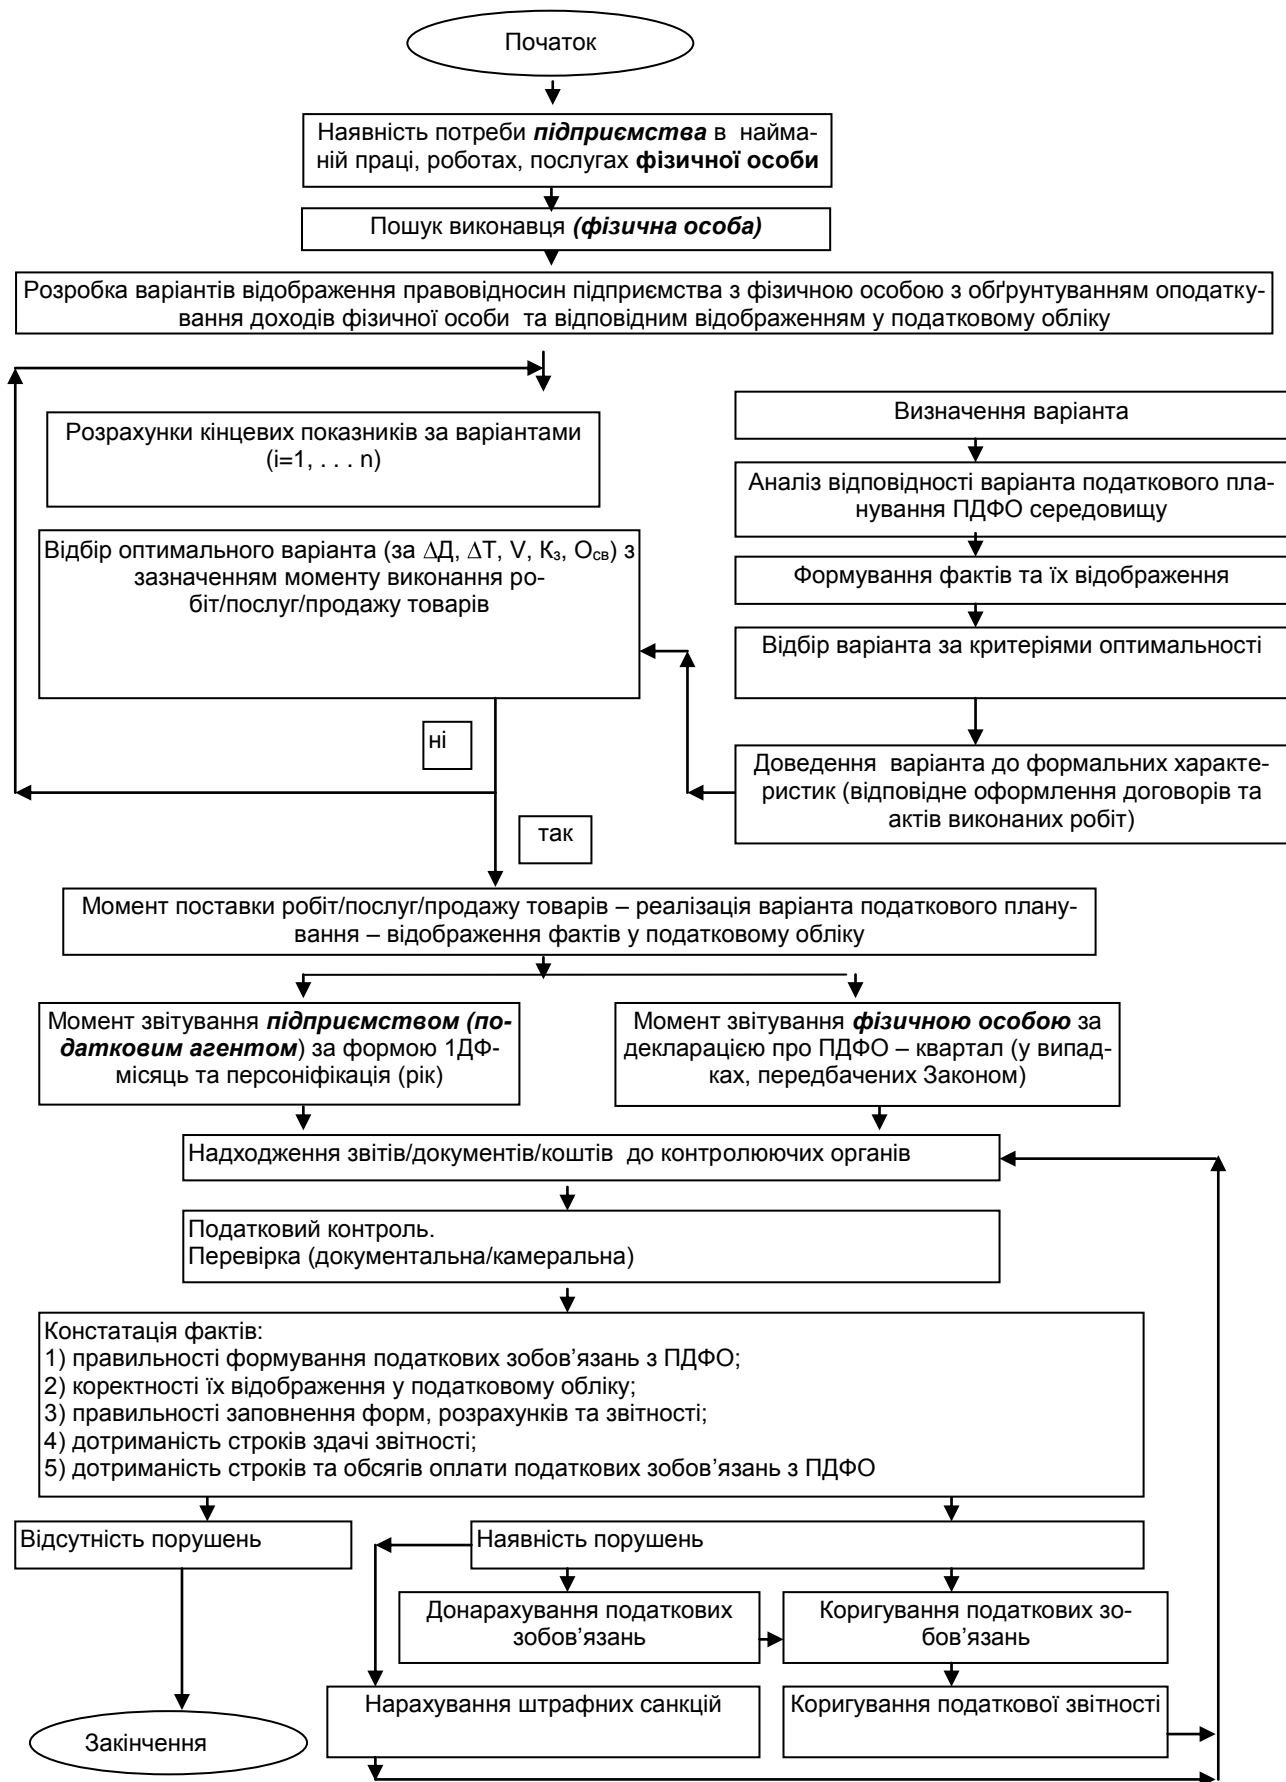 Початок
Наявність потреби підприємства в найма-
ній праці, роботах, послугах фізичної особи
Пошук виконавця (фізична особа)
Розробка варіантів відображення правовідносин підприємства з фізичною особою з обґрунтуванням оподатку-
вання доходів фізичної особи та відповідним відображенням у податковому обліку
Розрахунки кінцевих показників за варіантами
(і=1, . . . n)
Відбір оптимального варіанта (за ∆Д, ∆Т, V, Кз, Осв) з
зазначенням моменту виконання ро-
біт/послуг/продажу товарів
Визначення варіанта
Аналіз відповідності варіанта податкового пла-
нування ПДФО середовищу
Формування фактів та їх відображення
Відбір варіанта за критеріями оптимальності
Доведення варіанта до формальних характе-
ристик (відповідне оформлення договорів та
актів виконаних робіт)
ні
так
Момент поставки робіт/послуг/продажу товарів – реалізація варіанта податкового плану-
вання – відображення фактів у податковому обліку
Момент звітування підприємством (по-
датковим агентом) за формою 1ДФ-
місяць та персоніфікація (рік)
Момент звітування фізичною особою за
декларацією про ПДФО – квартал (у випад-
ках, передбачених Законом)
Надходження звітів/документів/коштів до контролюючих органів
Податковий контроль.
Перевірка (документальна/камеральна)
Констатація фактів:
1) правильності формування податкових зобов’язань з ПДФО;
2) коректності їх відображення у податковому обліку;
3) правильності заповнення форм, розрахунків та звітності;
4) дотриманість строків здачі звітності;
5) дотриманість строків та обсягів оплати податкових зобов’язань з ПДФО
Відсутність порушень
Наявність порушень
Донарахування податкових
зобов’язань
Коригування податкових зо-
бов’язань
Нарахування штрафних санкцій
Коригування податкової звітності
Закінчення